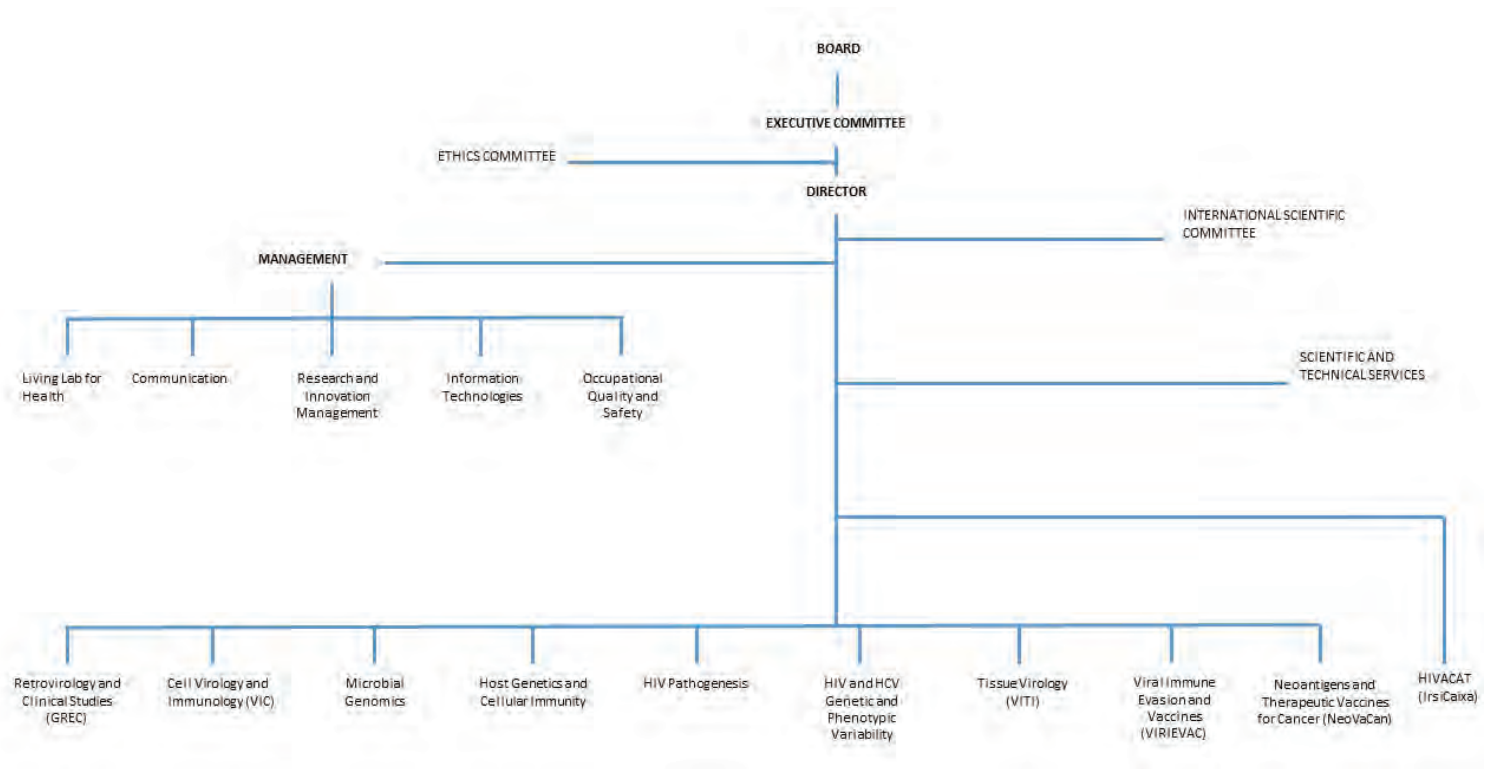 BOARD
EXECUTIVE COMMITTEE
ETHICS COMMITTEE
DIRECTOR
INTERNATIONAL SCIENTIFIC
COMMITTEE
MANAGEMENT
Living Lab for
Health
Communication
Research and
Innovation
Management
Information
Technologies
Occupational
Quality and
Safety
SCIENTIFIC AND
TECHNICAL SERVICES
Retrovirology and
Clinical Studies
(GREC)
Cell Virology and
Immunology (VIC)
Microbial
Genomics
Host Genetics and
Cellular Immunity
HIV Pathogenesis
HIV and HCV
Genetic and
Phenotypic
Variability
Tissue Virology
(VITI)
Viral Immune
Evasion and
Vaccines
(VIRIEVAC)
Neoantigens and
Therapeutic Vaccines
for Cancer (NeoVaCan)
HIVACAT
(IrsiCaixa)